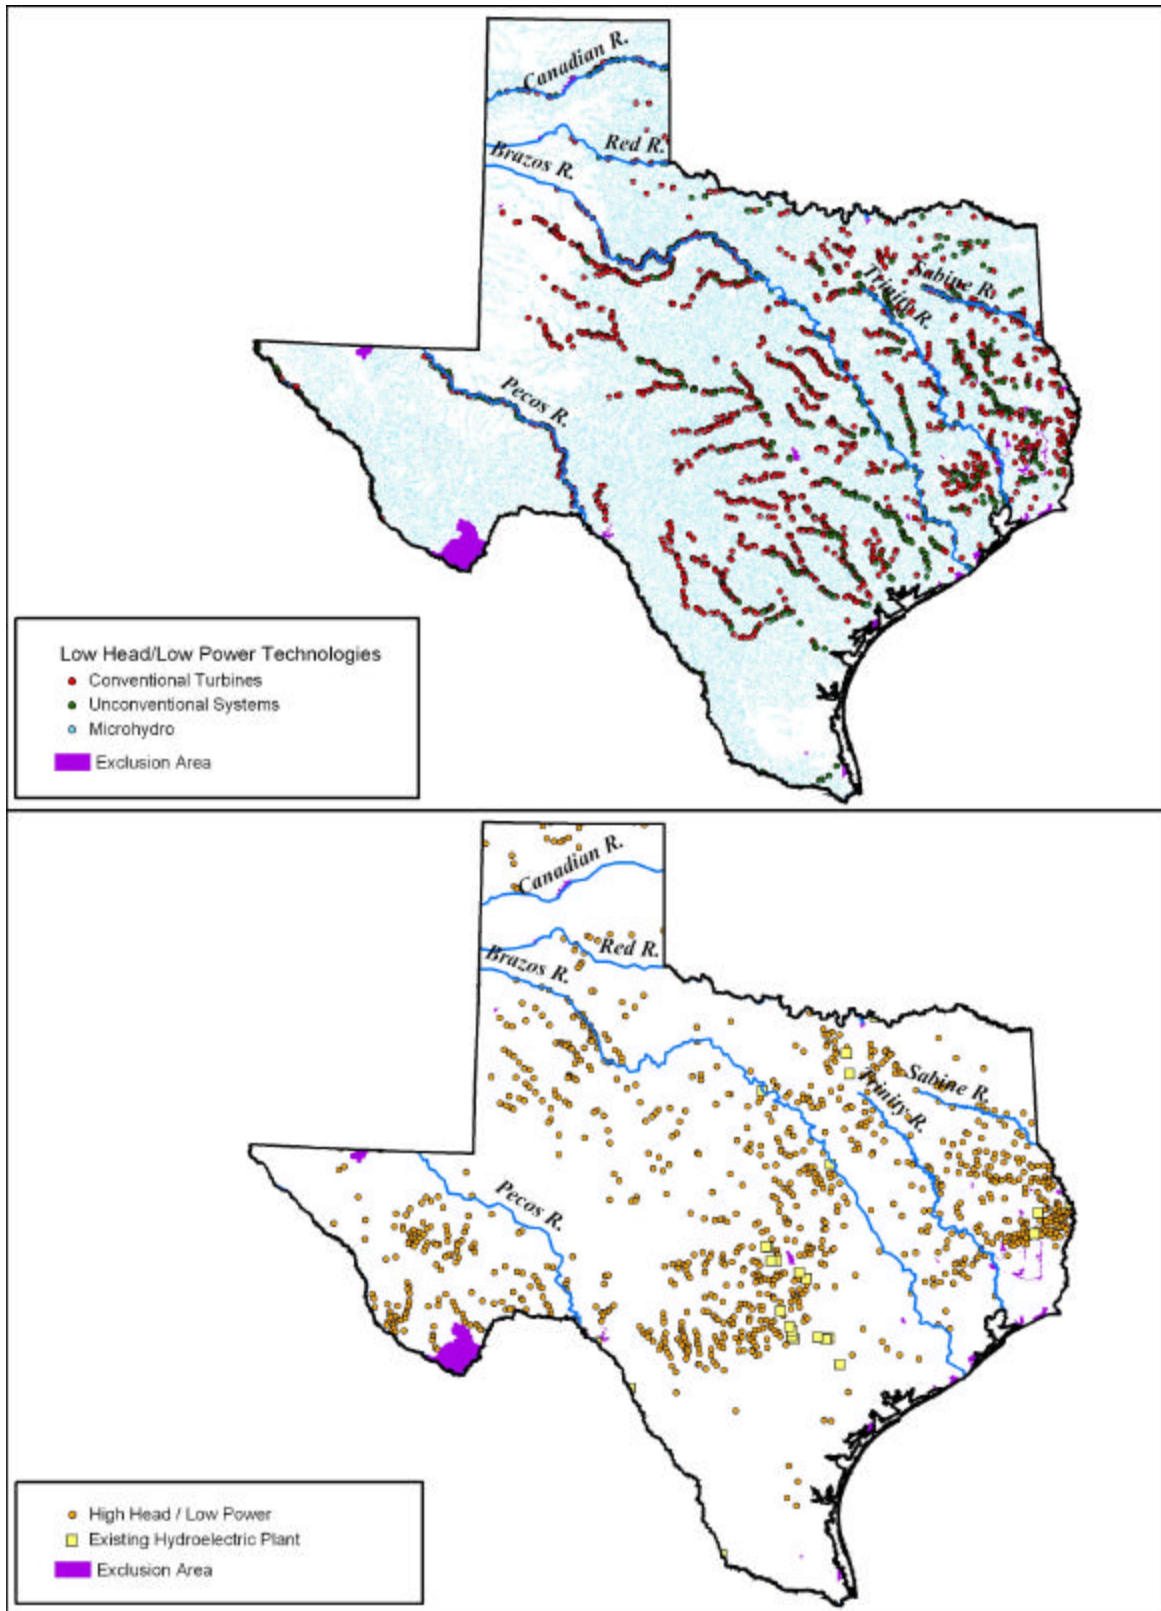 Canadian R.
Red R.
Brazos R.
Sabine R.
Trinity R.
Pecos R.
Low Head/Low Power Technologies
Conventional Turbines
Unconventional Systems
Microhydro
Exclusion Area
Canadian R.
Red R.
Brazos R.
Sabine R.
Trinity R.
Pecos R.
High Head / Low Power
Existing Hydroelectric Plant
Exclusion Area